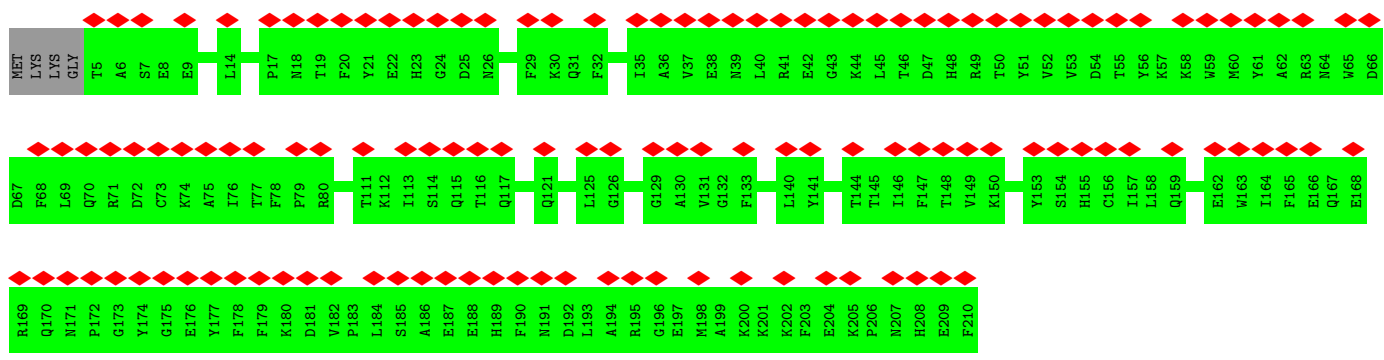 MET LYS LYS GLY T5 A6 S7 E8 E9 L14 P17 N18 T19 F20 Y21 E22 H23 G24 D25 N26 F29 K30 Q31 F32 I35 A36 V37 E38 N39 L40 R41 E42 G43 K44 L45 T46 D47 H48 R49 T50 Y51 V52 V53 D54 T55 Y56 K57 K58 W59 M60 Y61 A62 R63 N64 W65 D66
D67 F68 L69 Q70 R71 D72 C73 K74 A75 I76 T77 F78 P79 R80 T111 K112 I113 S114 Q115 T116 Q117 Q121 L125 G126 G129 A130 V131 G132 F133 L140 Y141 T144 T145 I146 F147 T148 V149 K150 Y153 S154 H155 C156 I157 L158 Q159 E162 W163 I164 F165 E166 Q167 E168
R169 Q170 N171 P172 G173 Y174 G175 E176 Y177 F178 F179 K180 D181 V182 P183 L184 S185 A186 E187 E188 H189 F190 N191 D192 L193 A194 R195 G196 E197 M198 A199 K200 K201 K202 F203 E204 K205 P206 N207 H208 E209 F210